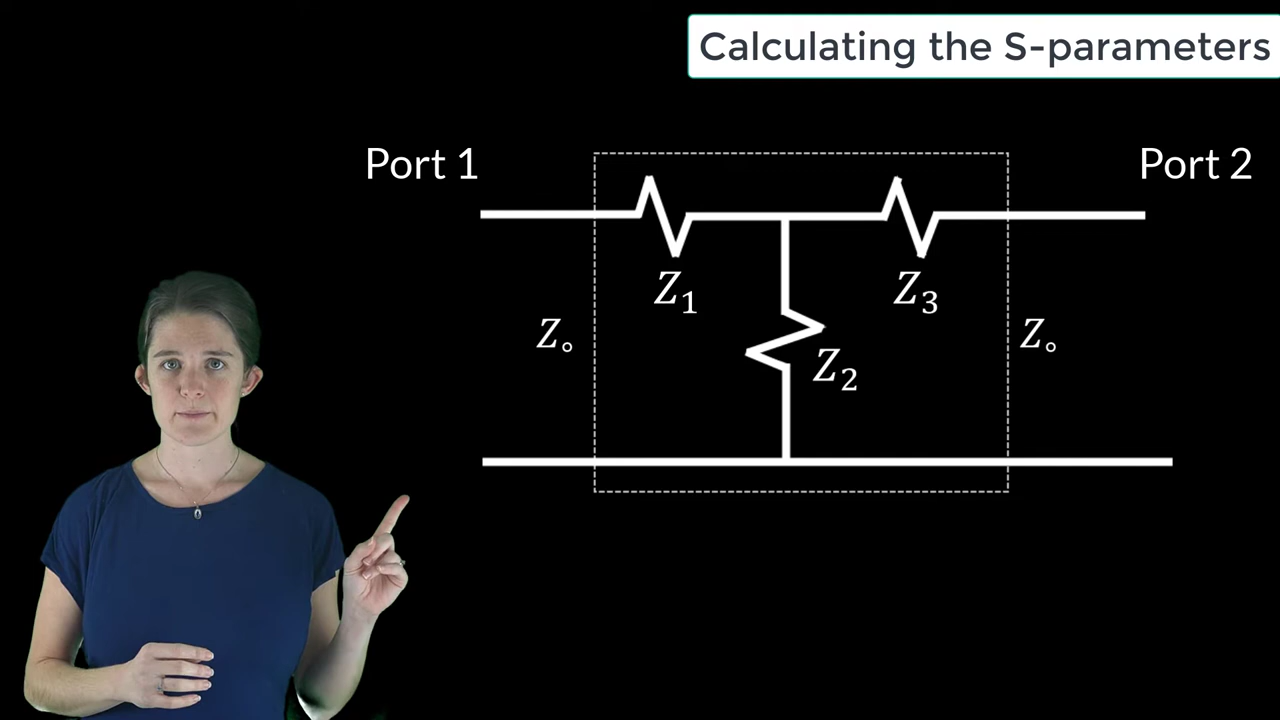 Calculating the S-parameters
Port 1
Port 2
Z₁
Z₃
Z∘
Z∘
Z₂